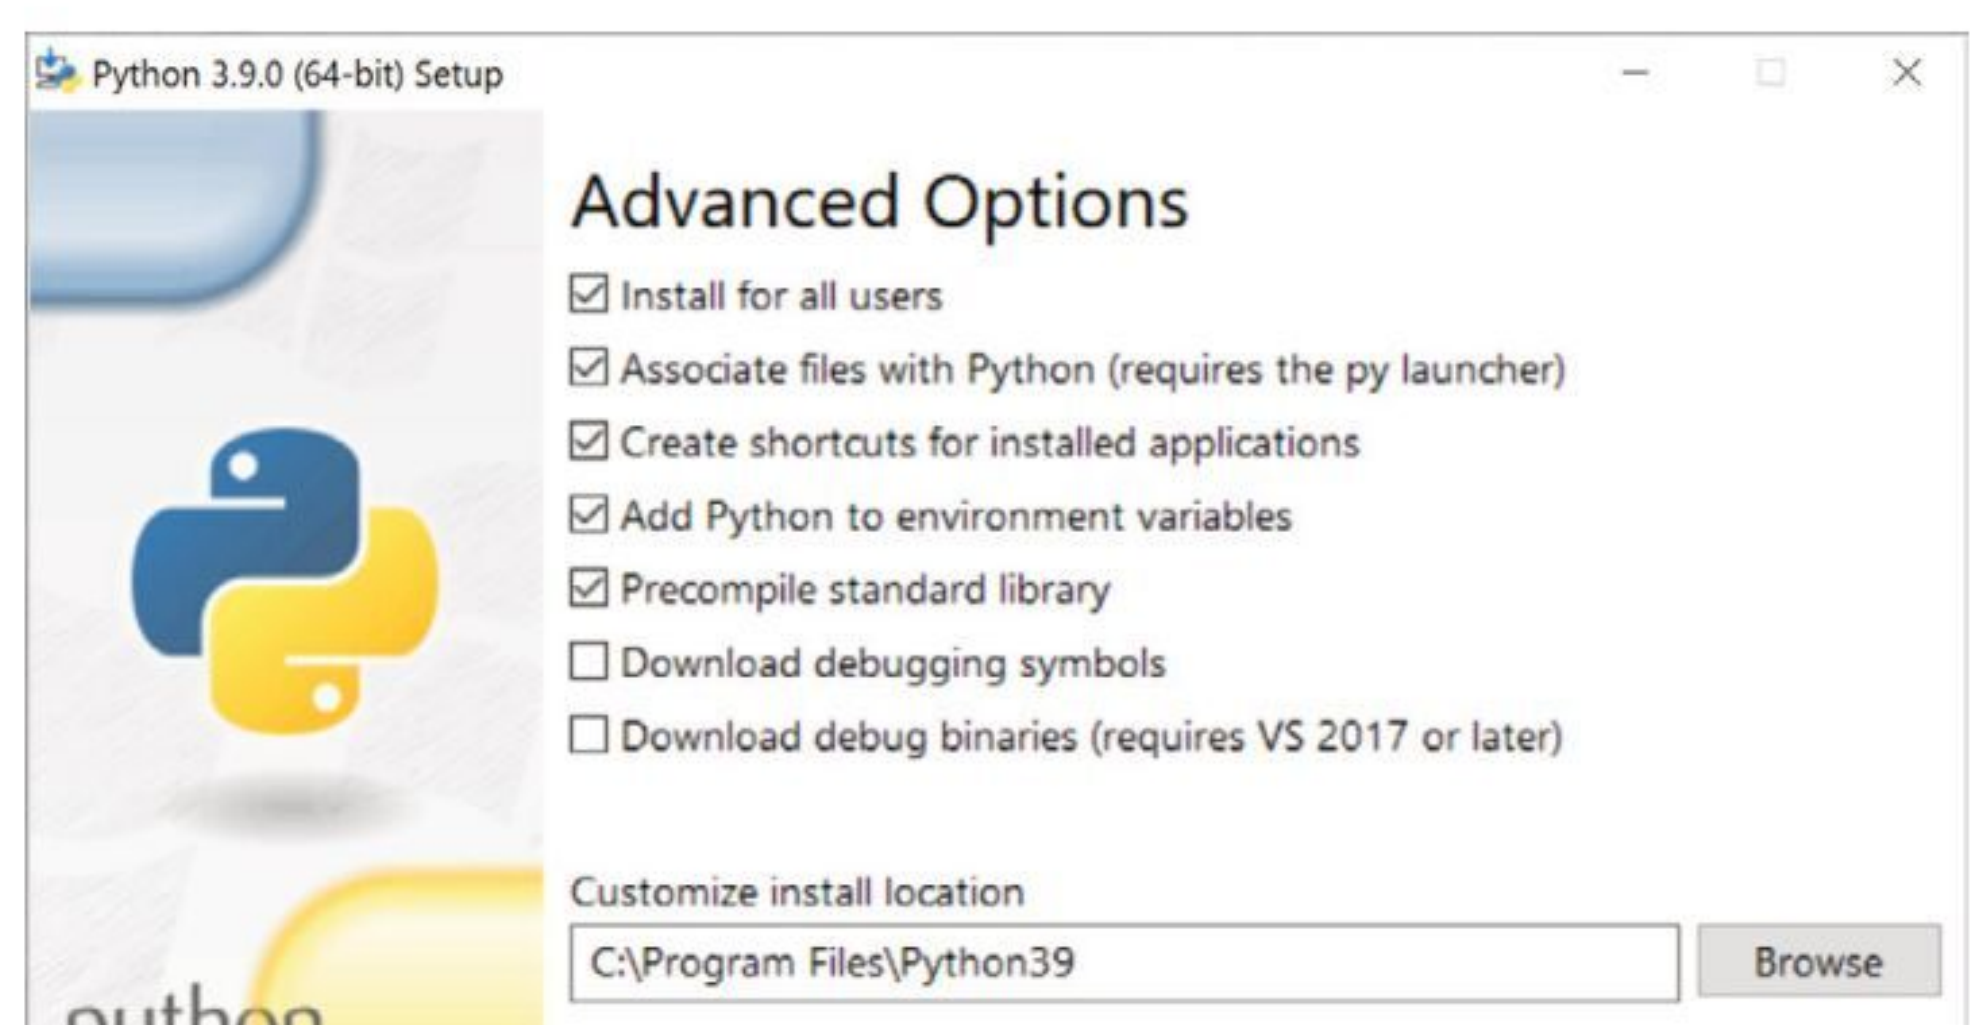 Python 3.9.0 (64-bit) Setup
Advanced Options
Install for all users
Associate files with Python (requires the py launcher)
Create shortcuts for installed applications
Add Python to environment variables
Precompile standard library
Download debugging symbols
Download debug binaries (requires VS 2017 or later)
Customize install location
C:\Program Files\Python39
Browse
python